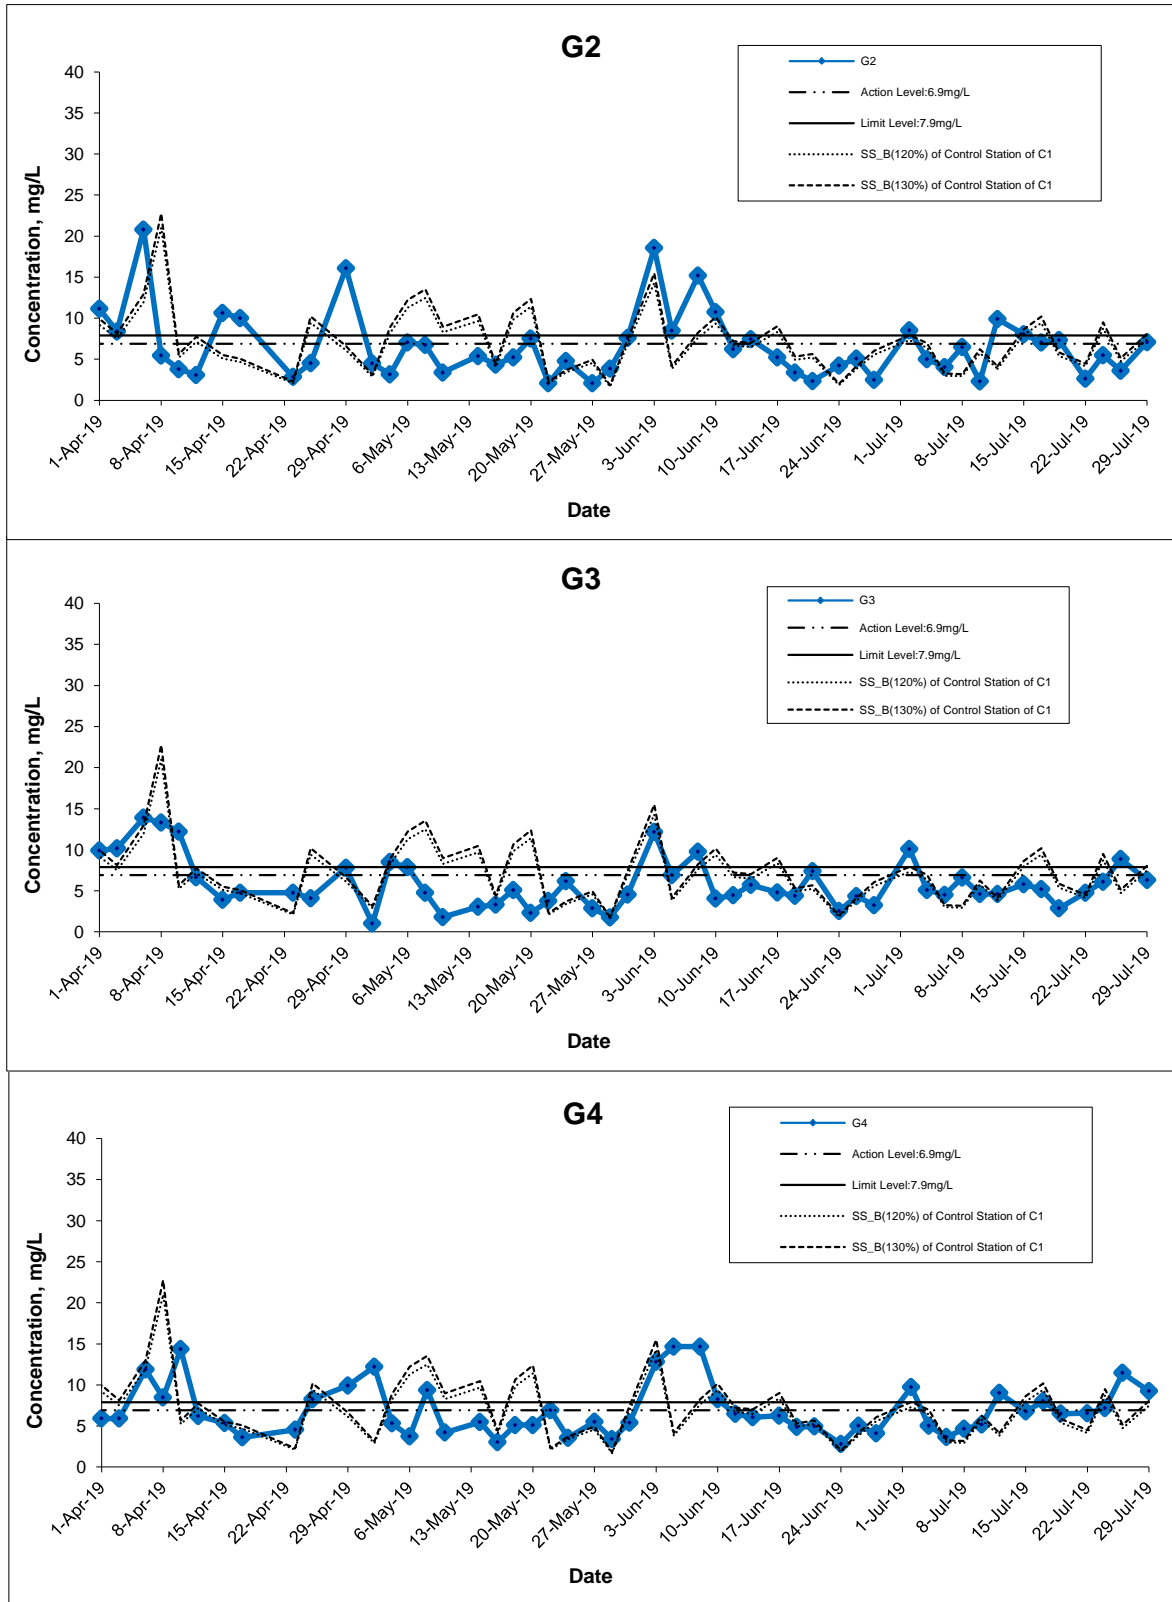 G2
G2
Action Level:6.9mg/L
Limit Level:7.9mg/L
SS_B(120%) of Control Station of C1
SS_B(130%) of Control Station of C1
Concentration, mg/L
40
35
30
25
20
15
10
5
0
1-Apr-19
8-Apr-19
15-Apr-19
22-Apr-19
29-Apr-19
6-May-19
13-May-19
20-May-19
27-May-19
3-Jun-19
10-Jun-19
17-Jun-19
24-Jun-19
1-Jul-19
8-Jul-19
15-Jul-19
22-Jul-19
29-Jul-19
Date
G3
G3
Action Level:6.9mg/L
Limit Level:7.9mg/L
SS_B(120%) of Control Station of C1
SS_B(130%) of Control Station of C1
Concentration, mg/L
40
35
30
25
20
15
10
5
0
1-Apr-19
8-Apr-19
15-Apr-19
22-Apr-19
29-Apr-19
6-May-19
13-May-19
20-May-19
27-May-19
3-Jun-19
10-Jun-19
17-Jun-19
24-Jun-19
1-Jul-19
8-Jul-19
15-Jul-19
22-Jul-19
29-Jul-19
Date
G4
G4
Action Level:6.9mg/L
Limit Level:7.9mg/L
SS_B(120%) of Control Station of C1
SS_B(130%) of Control Station of C1
Concentration, mg/L
40
35
30
25
20
15
10
5
0
1-Apr-19
8-Apr-19
15-Apr-19
22-Apr-19
29-Apr-19
6-May-19
13-May-19
20-May-19
27-May-19
3-Jun-19
10-Jun-19
17-Jun-19
24-Jun-19
1-Jul-19
8-Jul-19
15-Jul-19
22-Jul-19
29-Jul-19
Date